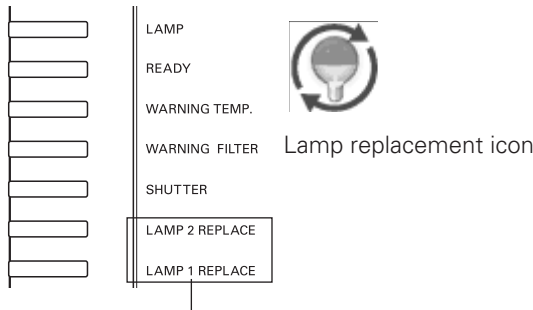 LAMP
READY
WARNING TEMP.
WARNING FILTER
SHUTTER
LAMP 2 REPLACE
LAMP 1 REPLACE
Lamp replacement icon